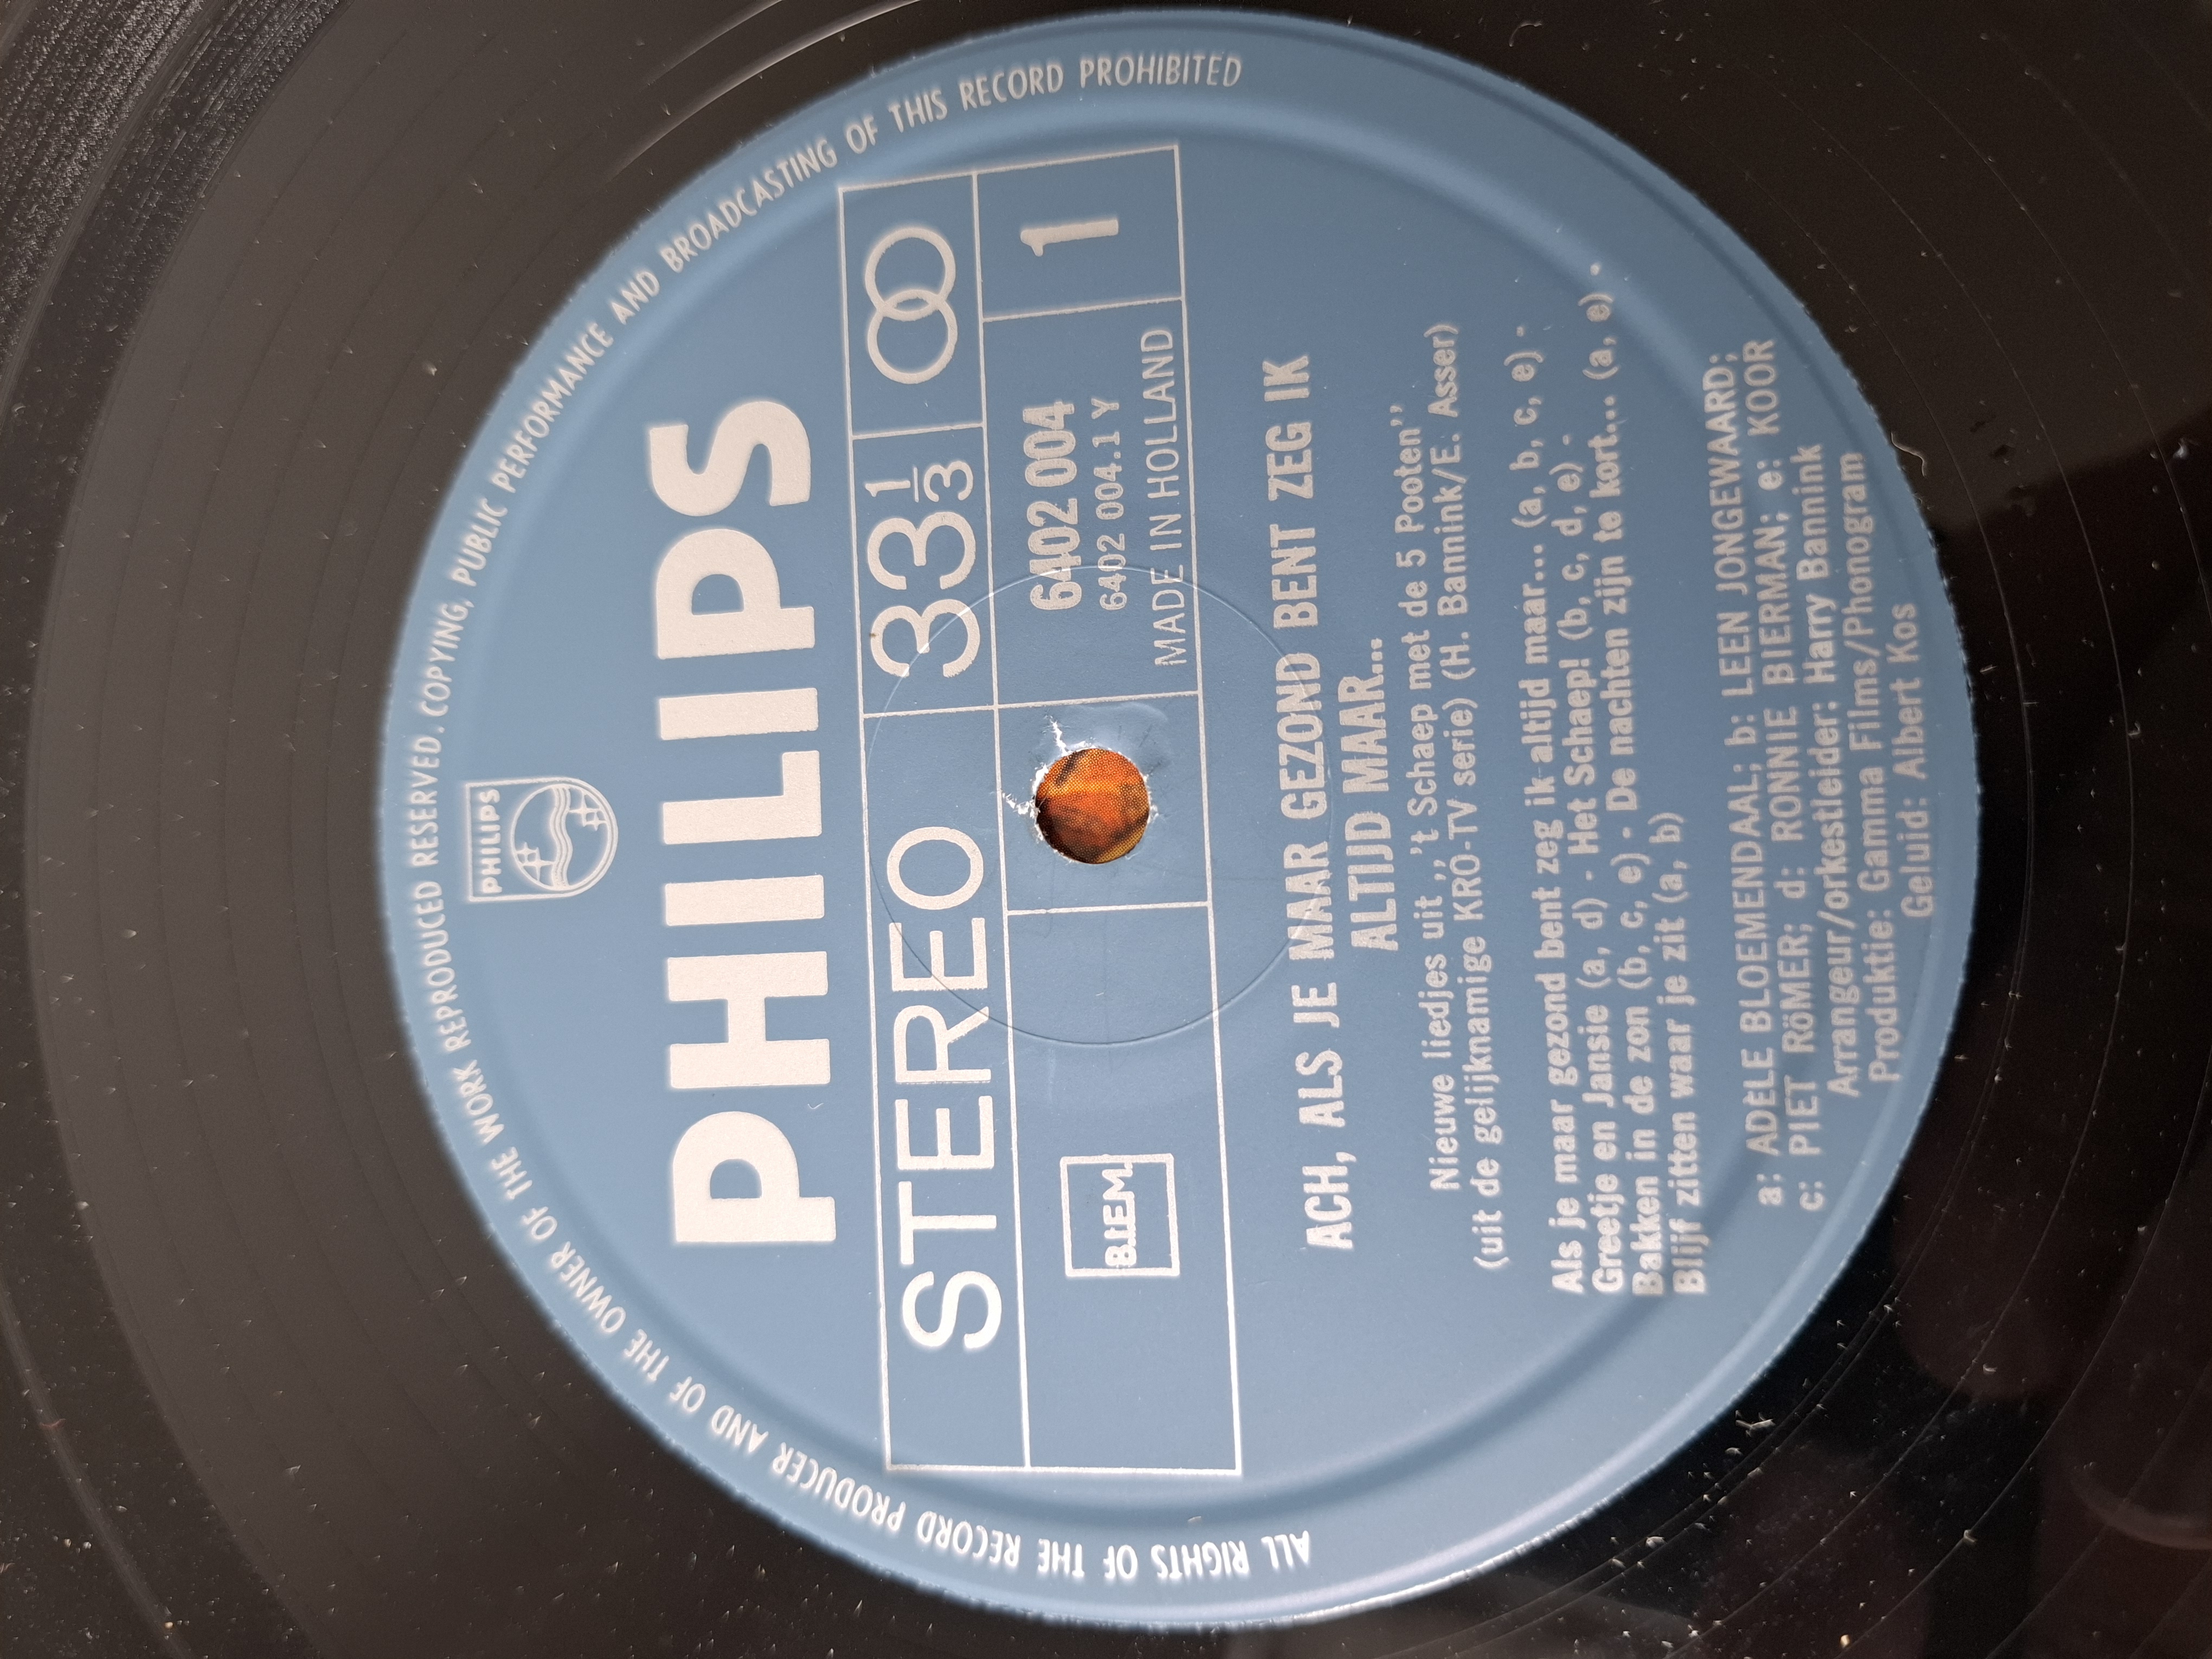 ALL RIGHTS OF THE RECORD PRODUCER AND OF THE OWNER OF THE WORK REPRODUCED RESERVED. COPYING, PUBLIC PERFORMANCE AND BROADCASTING OF THIS RECORD PROHIBITED
PHILIPS
PHILIPS
STEREO 33 1/3
BIEM
6402 004
6402 004.1 Y
MADE IN HOLLAND
1
ACH, ALS JE MAAR GEZOND BENT ZEG IK
ALTIJD MAAR...
Nieuwe liedjes uit ,,'t Schaep met de 5 Pooten''
(uit de gelijknamige KRO-TV serie) (H. Bannink/E. Asser)
Als je maar gezond bent zeg ik altijd maar... (a, b, c, e) -
Greetje en Jansie (a, d) - Het Schaep! (b, c, d, e) -
Bakken in de zon (b, c, e) - De nachten zijn te kort... (a, e) -
Blijf zitten waar je zit (a, b)
a: ADÈLE BLOEMENDAAL; b: LEEN JONGEWAARD;
c: PIET RÖMER; d: RONNIE BIERMAN; e: KOOR
Arrangeur/orkestleider: Harry Bannink
Produktie: Gamma Films/Phonogram
Geluid: Albert Kos